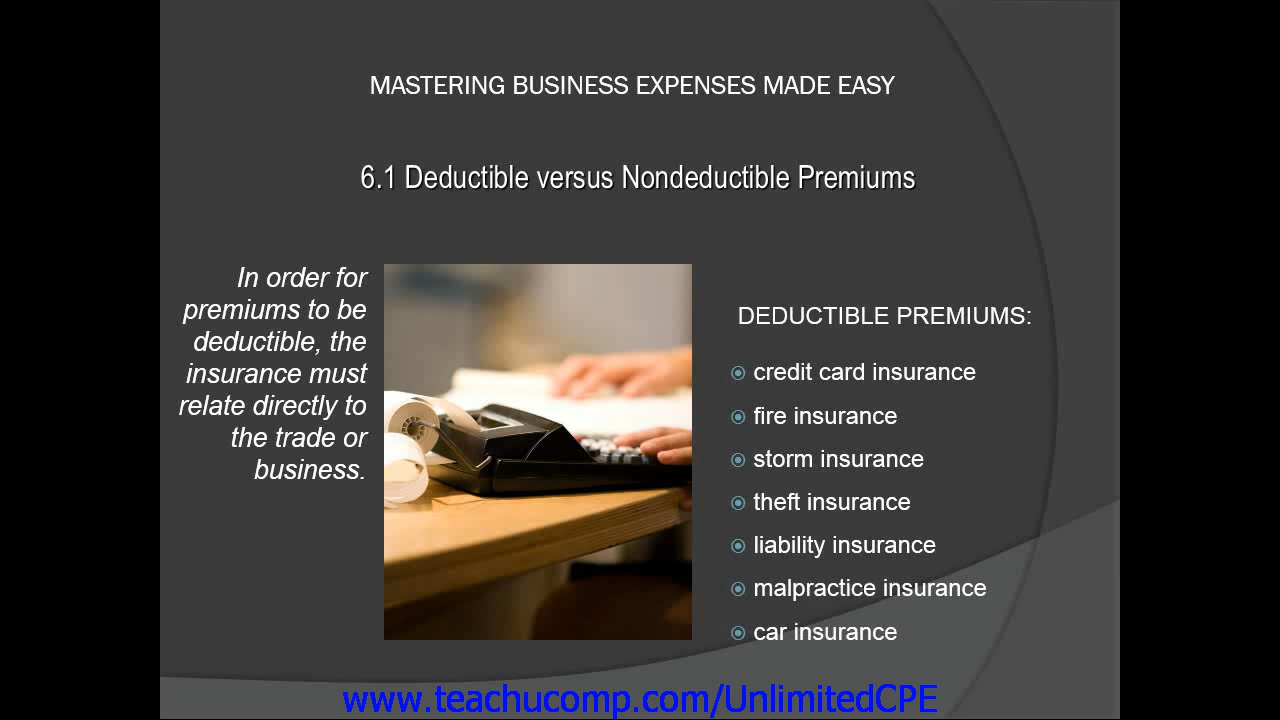 MASTERING BUSINESS EXPENSES MADE EASY
6.1 Deductible versus Nondeductible Premiums
In order for
premiums to be
deductible, the
insurance must
relate directly to
the trade or
business.
DEDUCTIBLE PREMIUMS:
credit card insurance
fire insurance
storm insurance
theft insurance
liability insurance
malpractice insurance
car insurance
www.teachucomp.com/UnlimitedCPE